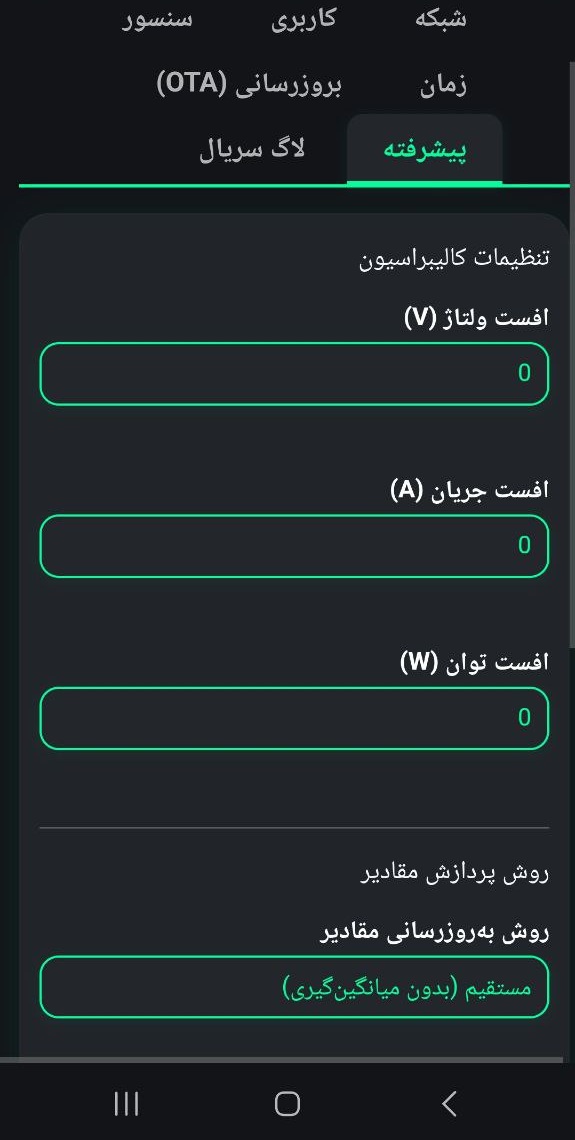 شبکه کاربری سنسور
زمان بروزرسانی (OTA)
پیشرفته لاگ سریال
تنظیمات کالیبراسیون
افست ولتاژ (V)
0
افست جریان (A)
0
افست توان (W)
0
روش پردازش مقادیر
روش به‌روزرسانی مقادیر
مستقیم (بدون میانگین‌گیری)